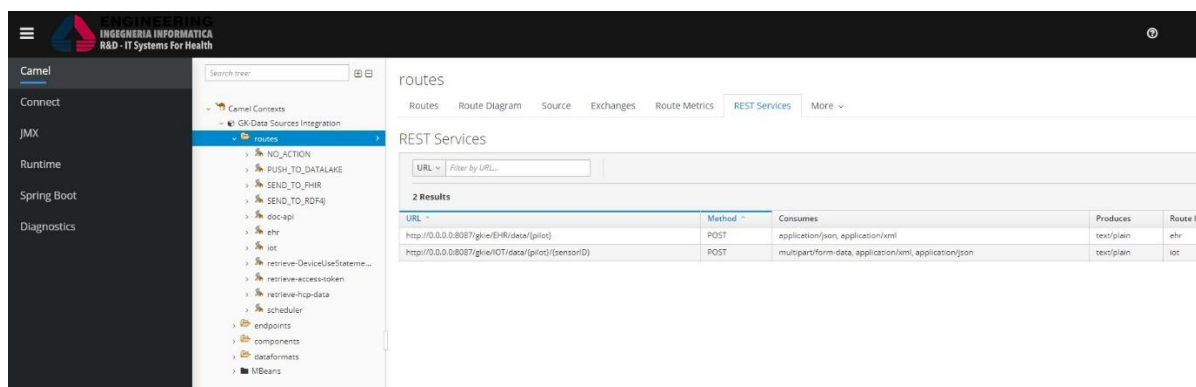 ENGINEERING
INGEGNERIA INFORMATICA
R&D - IT Systems For Health
Camel
Connect
JMX
Runtime
Spring Boot
Diagnostics
Search tree:
Camel Contexts
GK-Data Sources Integration
routes
NO_ACTION
PUSH_TO_DATALAKE
SEND_TO_FHIR
SEND_TO_RDF4J
doc-api
ehr
iot
retrieve-DeviceUseStateme...
retrieve-access-token
retrieve-hcp-data
scheduler
endpoints
components
dataformats
MBeans
routes
Routes Route Diagram Source Exchanges Route Metrics REST Services More
REST Services
URL Filter by URL...
2 Results
URL Method Consumes Produces Route
http://0.0.0.0:8087/gkie/EHR/data/{pilot} POST application/json, application/xml text/plain ehr
http://0.0.0.0:8087/gkie/IOT/data/{pilot}/{sensorID} POST multipart/form-data, application/xml, application/json text/plain iot